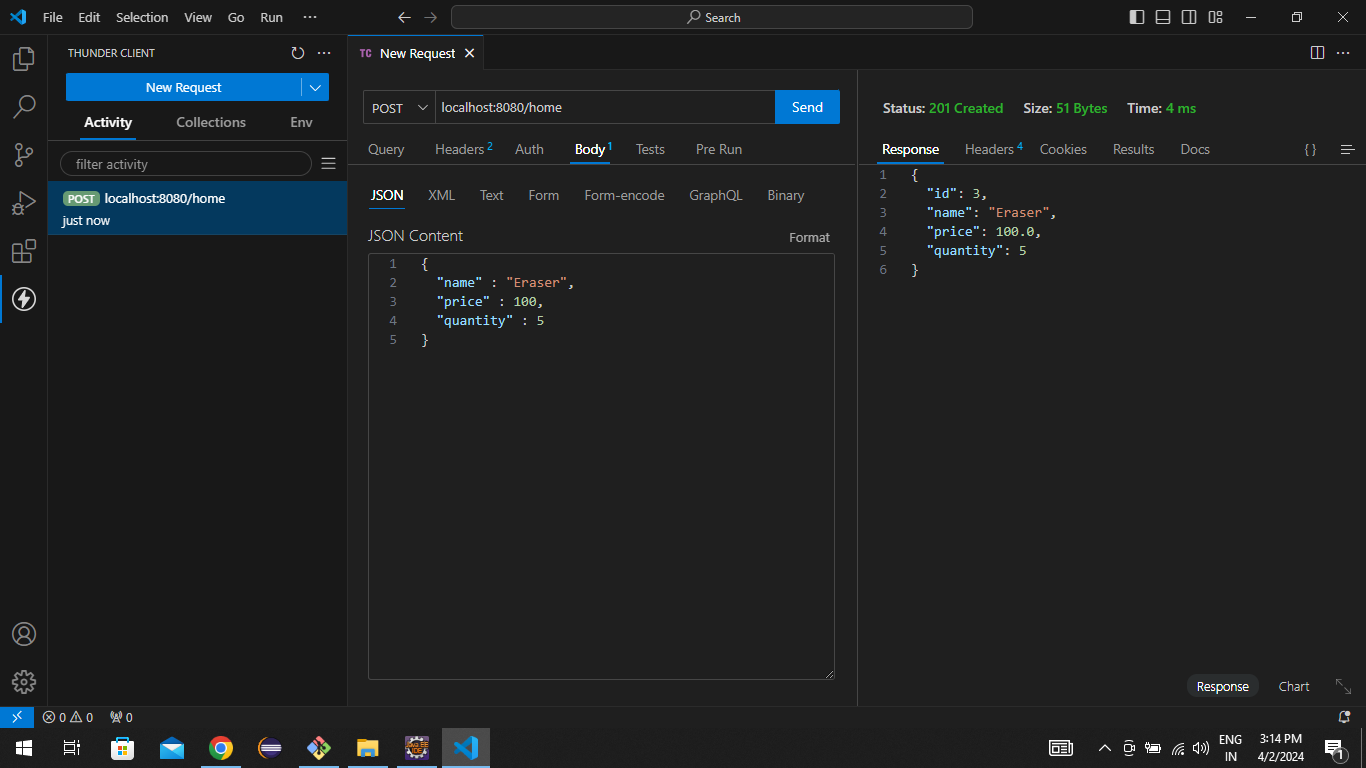 File Edit Selection View Go Run ··· Search
THUNDER CLIENT
New Request
Activity Collections Env
filter activity
POST localhost:8080/home
just now
TC New Request
POST localhost:8080/home Send
Query Headers 2 Auth Body 1 Tests Pre Run
JSON XML Text Form Form-encode GraphQL Binary
JSON Content Format
1 {
2 "name" : "Eraser",
3 "price" : 100,
4 "quantity" : 5
5 }
Status: 201 Created Size: 51 Bytes Time: 4 ms
Response Headers 4 Cookies Results Docs { }
1 {
2 "id": 3,
3 "name": "Eraser",
4 "price": 100.0,
5 "quantity": 5
6 }
Response Chart
0 0 0
ENG
IN
3:14 PM
4/2/2024
1